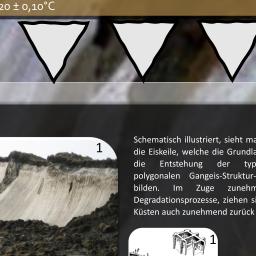 20 ± 0,10°C
Schematisch illustriert, sieht ma
die Eiskeile, welche die Grundla
die Entstehung der typ
polygonalen Gangeis-Struktur-
bilden. Im Zuge zunehm
Degradationsprozesse, ziehen si
Küsten auch zunehmend zurück
1
1